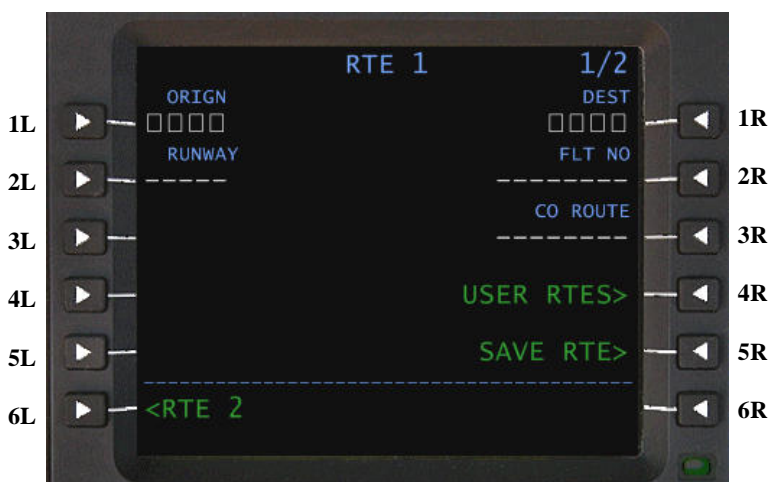 RTE 1 1/2
ORIGN DEST
1L □□□□ □□□□ 1R
RUNWAY FLT NO
2L ----- -------- 2R
CO ROUTE
3L -------- 3R
4L USER RTES> 4R
5L SAVE RTE> 5R
------------------------------------------
6L <RTE 2 6R